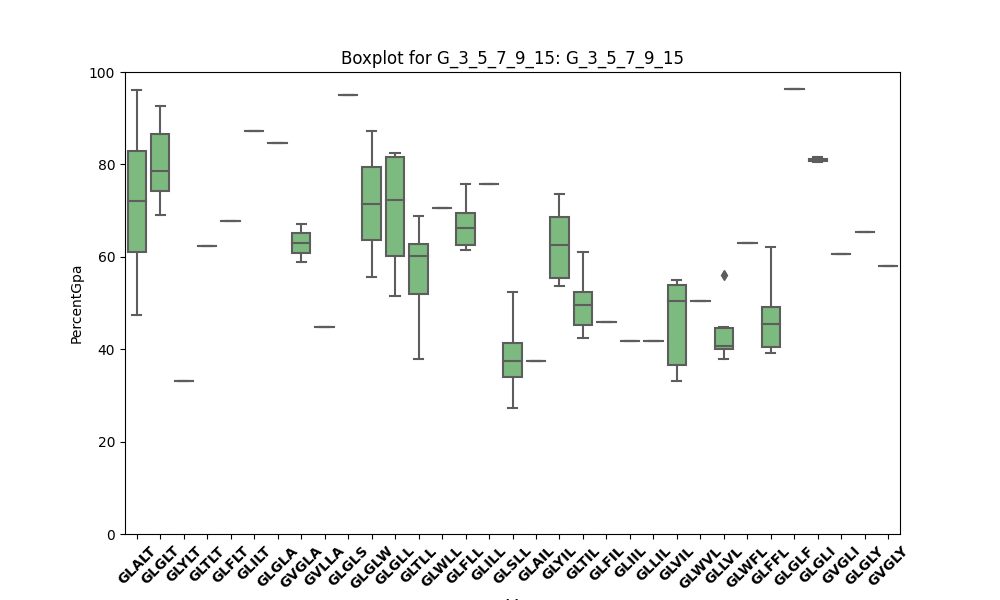 Boxplot for G_3_5_7_9_15: G_3_5_7_9_15
PercentGpa
100
80
60
40
20
0
GLALT
GLGLT
GLYLT
GLTLT
GLFLT
GLILT
GLGLA
GVGLA
GVLLA
GLGLS
GLGLW
GLGLL
GLTLL
GLWLL
GLFLL
GLILL
GLSLL
GLAIL
GLYIL
GLTIL
GLFIL
GLIIL
GLLIL
GLVIL
GLWVL
GLLVL
GLWFL
GLFFL
GLGLF
GLGLI
GVGLI
GLGLY
GVGLY